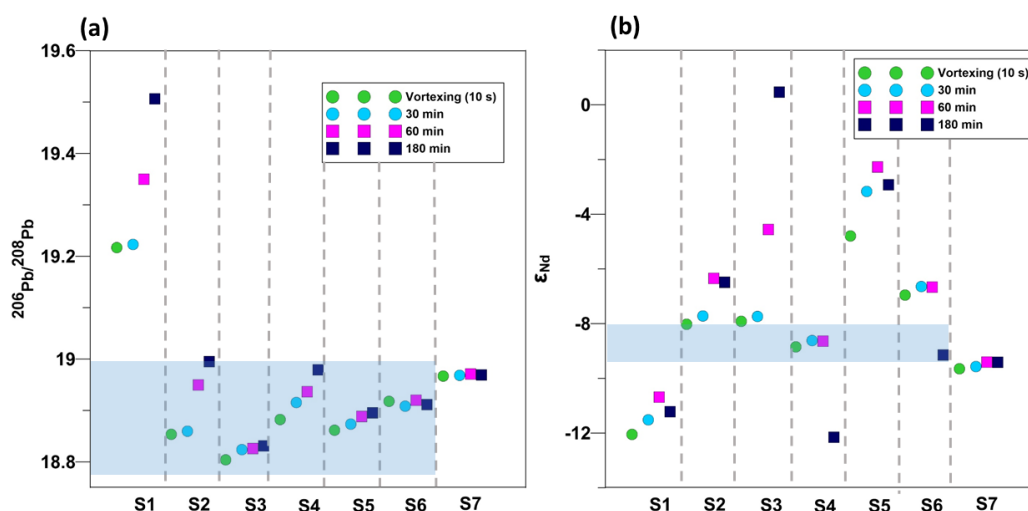 (a)
19.6
19.4
19.2
19
18.8
²⁰⁶Pb/²⁰⁸Pb
Vortexing (10 s)
30 min
60 min
180 min
S1 S2 S3 S4 S5 S6 S7
(b)
0
-4
-8
-12
εNd
Vortexing (10 s)
30 min
60 min
180 min
S1 S2 S3 S4 S5 S6 S7